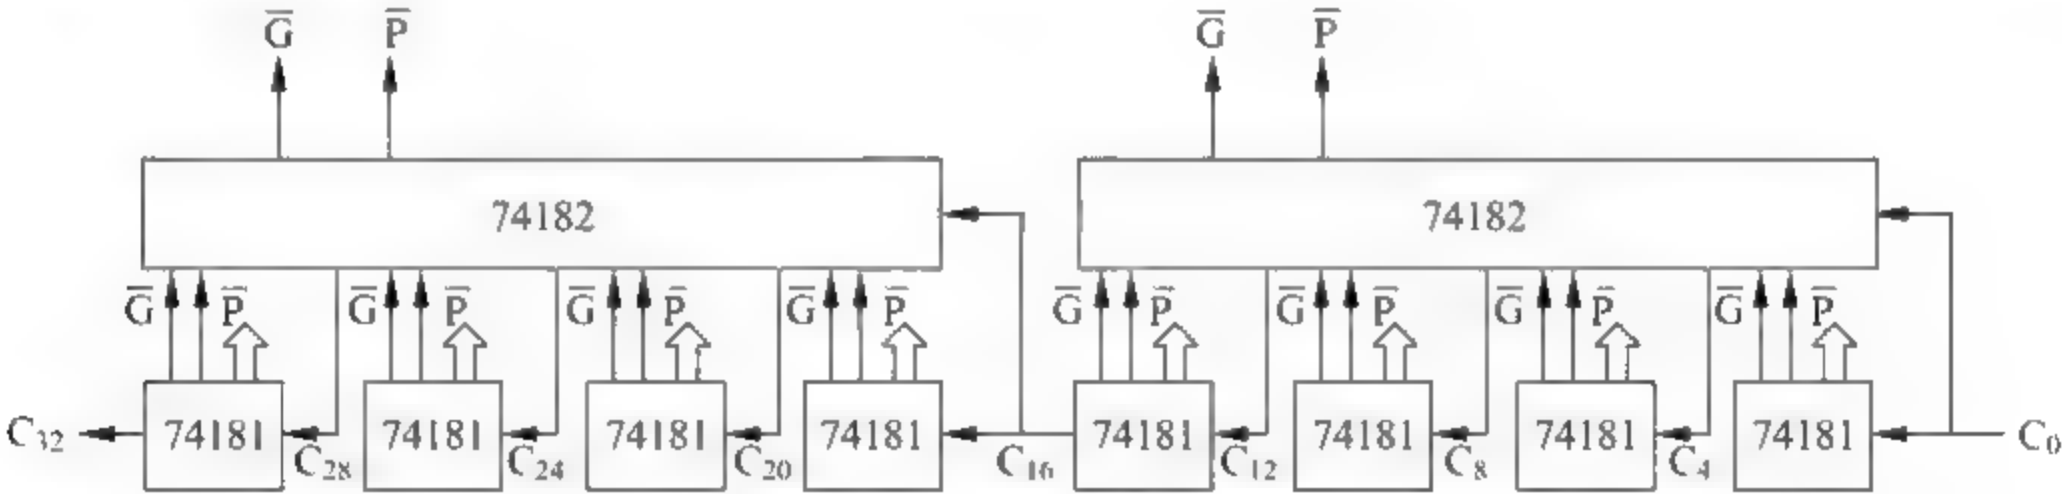 G̅ P̅ G̅ P̅
74182 74182
G̅ P̅ G̅ P̅ G̅ P̅ G̅ P̅ G̅ P̅ G̅ P̅ G̅ P̅ G̅ P̅
C₃₂ 74181 C₂₈ 74181 C₂₄ 74181 C₂₀ 74181 C₁₆ 74181 C₁₂ 74181 C₈ 74181 C₄ 74181 C₀